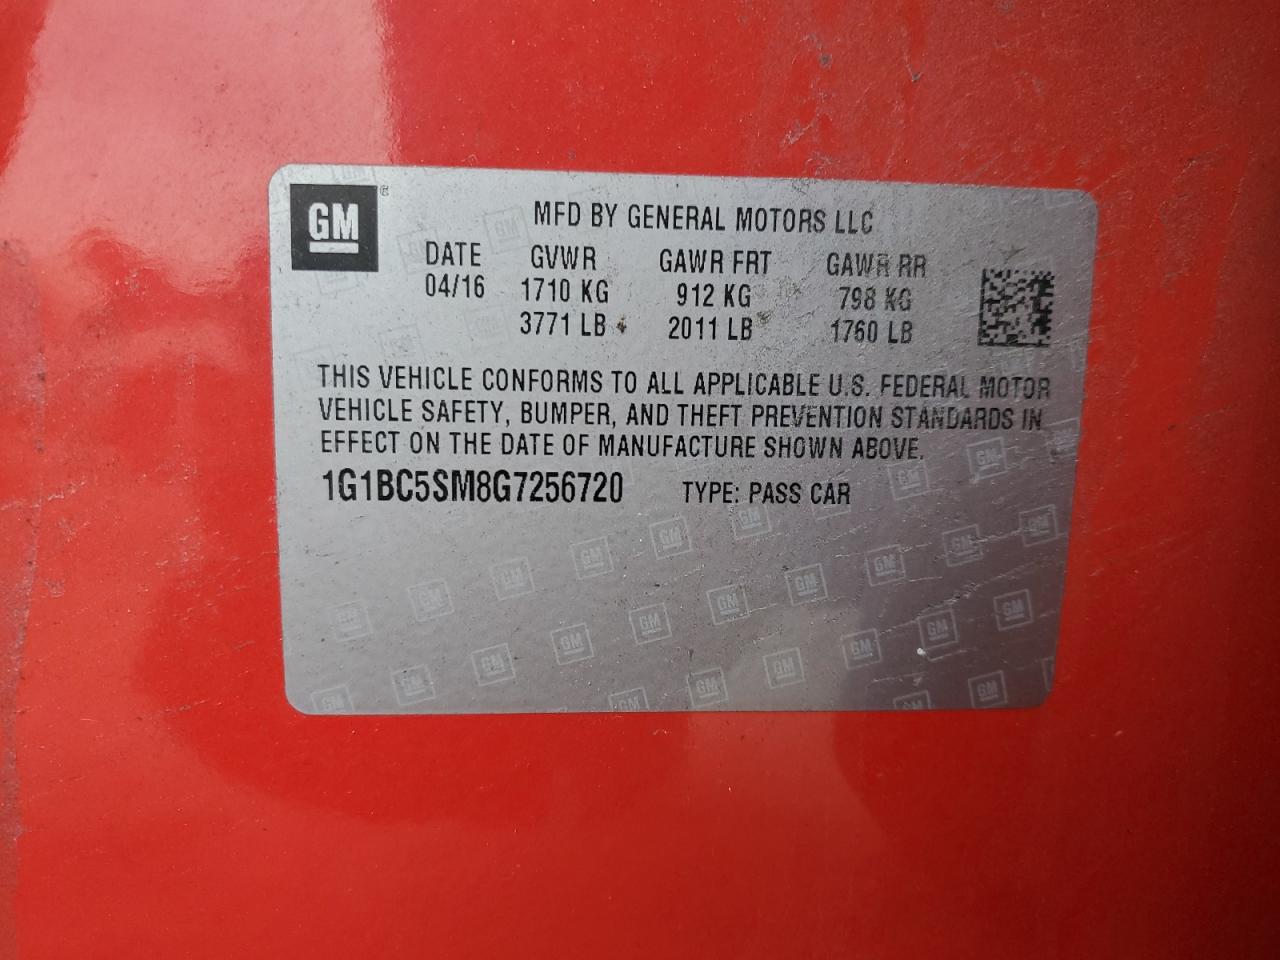 GM
MFD BY GENERAL MOTORS LLC
DATE GVWR GAWR FRT GAWR RR
04/16 1710 KG 912 KG 798 KG
3771 LB 2011 LB 1760 LB
THIS VEHICLE CONFORMS TO ALL APPLICABLE U.S. FEDERAL MOTOR
VEHICLE SAFETY, BUMPER, AND THEFT PREVENTION STANDARDS IN
EFFECT ON THE DATE OF MANUFACTURE SHOWN ABOVE.
1G1BC5SM8G7256720 TYPE: PASS CAR